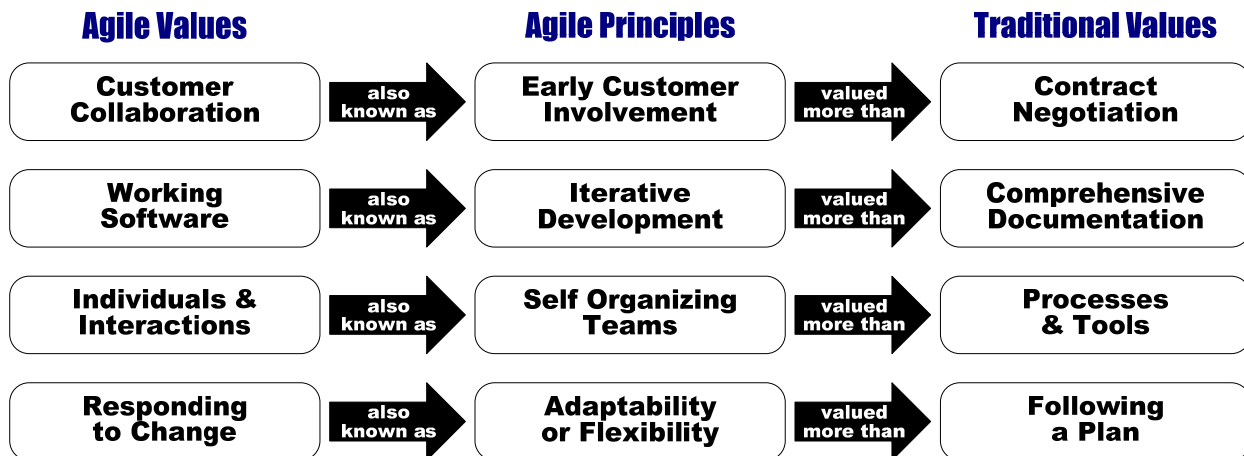 Agile Values
Agile Principles
Traditional Values
Customer
Collaboration
also
known as
Early Customer
Involvement
valued
more than
Contract
Negotiation
Working
Software
also
known as
Iterative
Development
valued
more than
Comprehensive
Documentation
Individuals &
Interactions
also
known as
Self Organizing
Teams
valued
more than
Processes
& Tools
Responding
to Change
also
known as
Adaptability
or Flexibility
valued
more than
Following
a Plan